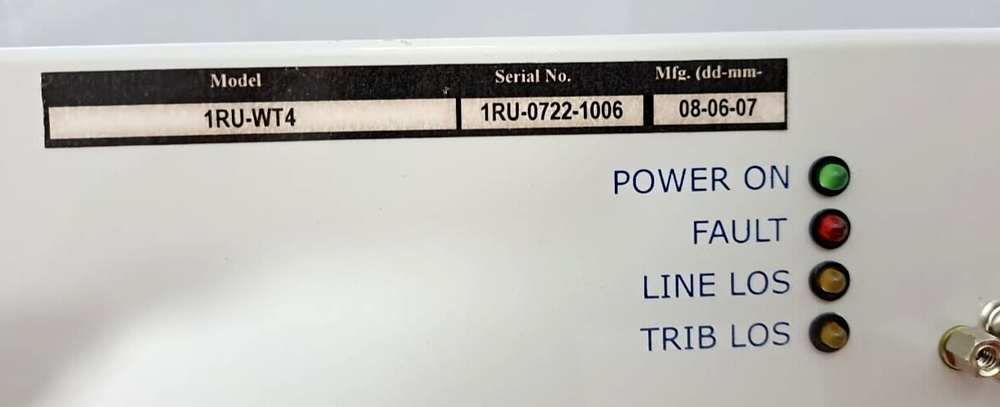 Model Serial No. Mfg. (dd-mm-
1RU-WT4 1RU-0722-1006 08-06-07
POWER ON
FAULT
LINE LOS
TRIB LOS